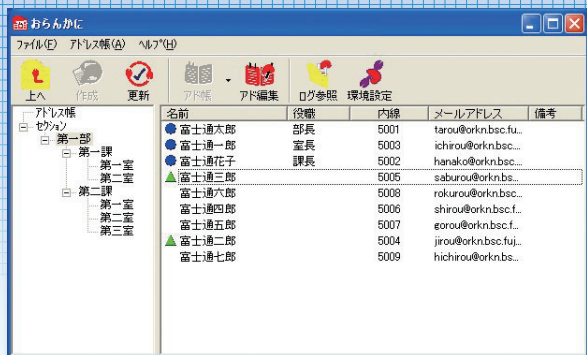 おらんかに
ファイル(F) アドレス帳(A) ヘルプ(H)
上へ 作成 更新 アド帳 アド編集 ログ参照 環境設定
アドレス帳
セクション
第一部
第一課
第一室
第二室
第二課
第一室
第二室
第三室
名前 役職 内線 メールアドレス 備考
富士通太郎 部長 5001 tarou@orkn.bsc.fu...
富士通一郎 室長 5003 ichirou@orkn.bsc....
富士通花子 課長 5002 hanako@orkn.bsc....
富士通三郎 5005 saburou@orkn.bs...
富士通六郎 5008 rokurou@orkn.bsc...
富士通四郎 5006 shirou@orkn.bsc.f...
富士通五郎 5007 gorou@orkn.bsc.f...
富士通二郎 5004 jirou@orkn.bsc.fuj...
富士通七郎 5009 hichirou@orkn.bs...